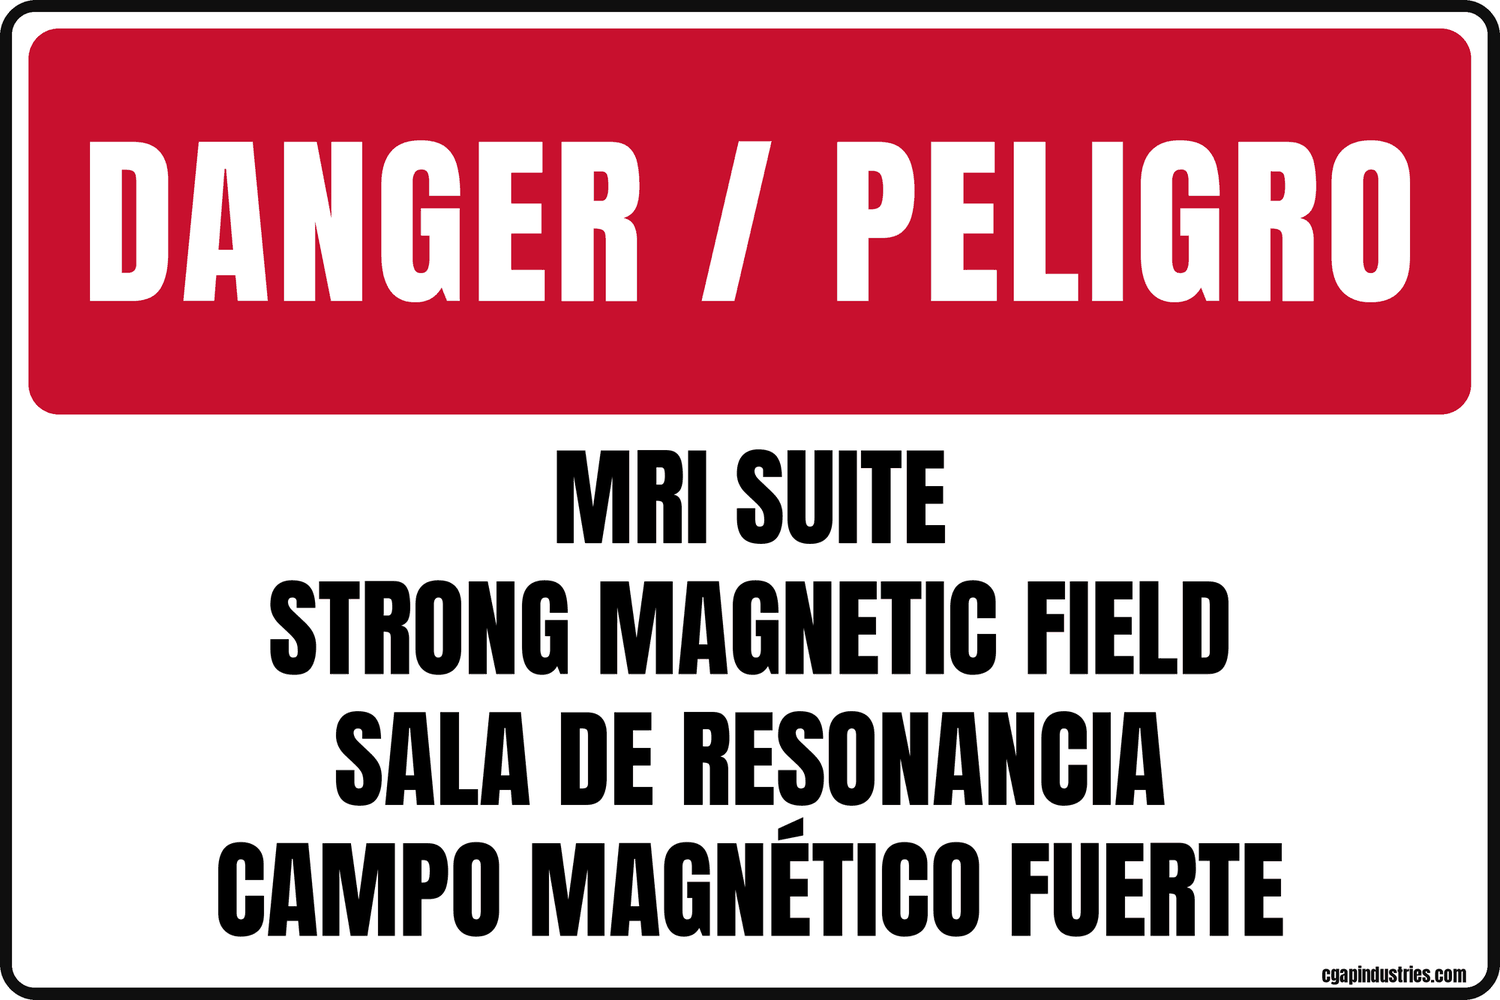 DANGER / PELIGRO
MRI SUITE
STRONG MAGNETIC FIELD
SALA DE RESONANCIA
CAMPO MAGNÉTICO FUERTE
cgapindustries.com